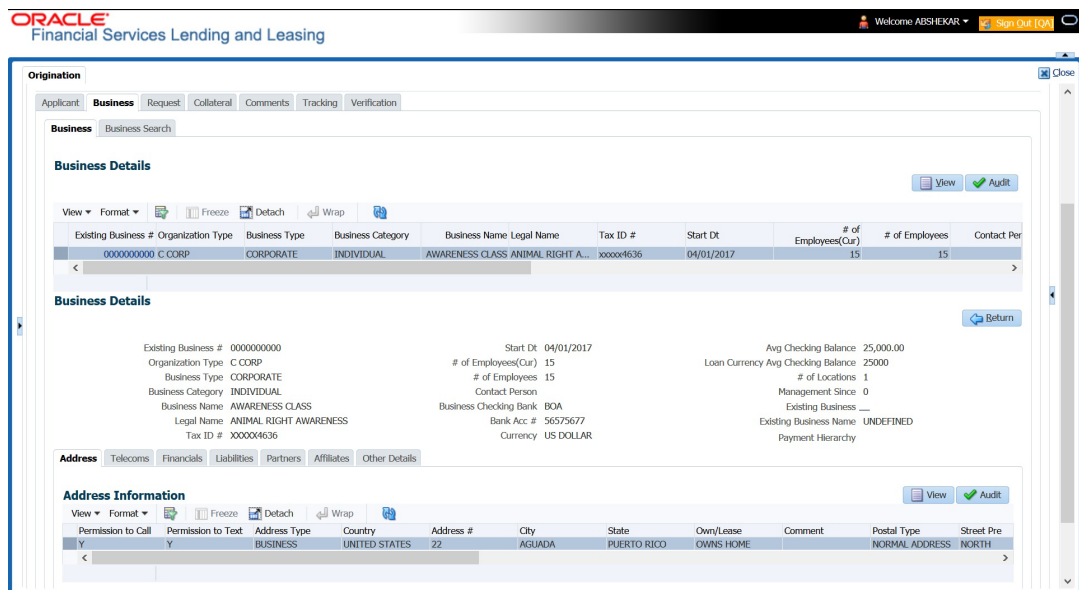 ORACLE®
Financial Services Lending and Leasing
Welcome ABSHEKAR
Sign Out [QA]
Origination
Close
Applicant Business Request Collateral Comments Tracking Verification
Business Business Search
Business Details
View Audit
View Format Freeze Detach Wrap
Existing Business # Organization Type Business Type Business Category Business Name Legal Name Tax ID # Start Dt # of Employees(Cur) # of Employees Contact Per
0000000000 C CORP CORPORATE INDIVIDUAL AWARENESS CLASS ANIMAL RIGHT A... xxxxx4636 04/01/2017 15 15
Business Details
Return
Existing Business # 0000000000 Start Dt 04/01/2017 Avg Checking Balance 25,000.00
Organization Type C CORP # of Employees(Cur) 15 Loan Currency Avg Checking Balance 25000
Business Type CORPORATE # of Employees 15 # of Locations 1
Business Category INDIVIDUAL Contact Person Management Since 0
Business Name AWARENESS CLASS Business Checking Bank BOA Existing Business __
Legal Name ANIMAL RIGHT AWARENESS Bank Acc # 56575677 Existing Business Name UNDEFINED
Tax ID # XXXXX4636 Currency US DOLLAR Payment Hierarchy
Address Telecoms Financials Liabilities Partners Affiliates Other Details
Address Information
View Audit
View Format Freeze Detach Wrap
Permission to Call Permission to Text Address Type Country Address # City State Own/Lease Comment Postal Type Street Pre
Y Y BUSINESS UNITED STATES 22 AGUADA PUERTO RICO OWNS HOME NORMAL ADDRESS NORTH